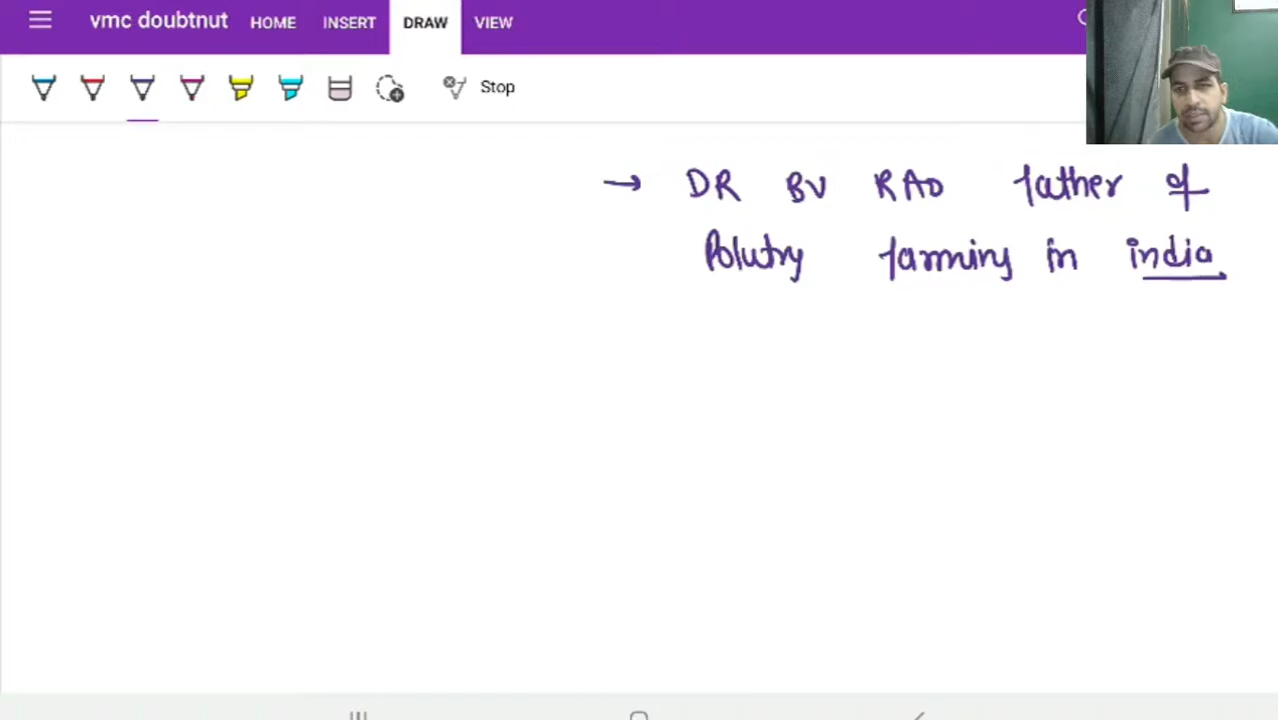 vmc doubtnut HOME INSERT DRAW VIEW
Stop
→ DR BV RAO father of
Polutry farming in india